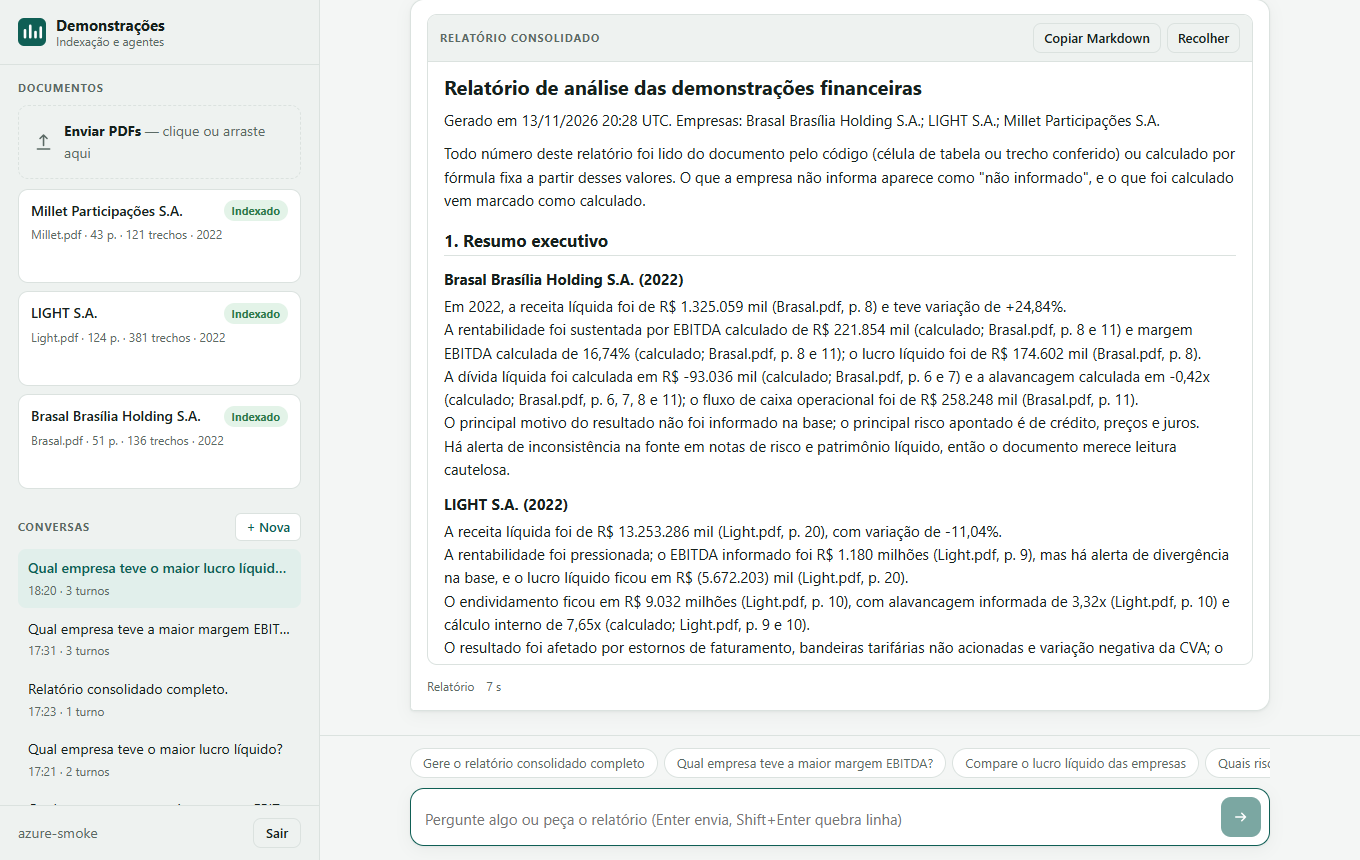 Demonstrações
Indexação e agentes
DOCUMENTOS
Enviar PDFs — clique ou arraste
aqui
Millet Participações S.A.
Indexado
Millet.pdf · 43 p. · 121 trechos · 2022
LIGHT S.A.
Indexado
Light.pdf · 124 p. · 381 trechos · 2022
Brasal Brasília Holding S.A.
Indexado
Brasal.pdf · 51 p. · 136 trechos · 2022
CONVERSAS
+ Nova
Qual empresa teve o maior lucro líquid...
18:20 · 3 turnos
Qual empresa teve a maior margem EBIT...
17:31 · 3 turnos
Relatório consolidado completo.
17:23 · 1 turno
Qual empresa teve o maior lucro líquido?
17:21 · 2 turnos
azure-smoke
Sair
RELATÓRIO CONSOLIDADO
Copiar Markdown
Recolher
Relatório de análise das demonstrações financeiras
Gerado em 13/11/2026 20:28 UTC. Empresas: Brasal Brasília Holding S.A.; LIGHT S.A.; Millet Participações S.A.
Todo número deste relatório foi lido do documento pelo código (célula de tabela ou trecho conferido) ou calculado por
fórmula fixa a partir desses valores. O que a empresa não informa aparece como "não informado", e o que foi calculado
vem marcado como calculado.
1. Resumo executivo
Brasal Brasília Holding S.A. (2022)
Em 2022, a receita líquida foi de R$ 1.325.059 mil (Brasal.pdf, p. 8) e teve variação de +24,84%.
A rentabilidade foi sustentada por EBITDA calculado de R$ 221.854 mil (calculado; Brasal.pdf, p. 8 e 11) e margem
EBITDA calculada de 16,74% (calculado; Brasal.pdf, p. 8 e 11); o lucro líquido foi de R$ 174.602 mil (Brasal.pdf, p. 8).
A dívida líquida foi calculada em R$ -93.036 mil (calculado; Brasal.pdf, p. 6 e 7) e a alavancagem calculada em -0,42x
(calculado; Brasal.pdf, p. 6, 7, 8 e 11); o fluxo de caixa operacional foi de R$ 258.248 mil (Brasal.pdf, p. 11).
O principal motivo do resultado não foi informado na base; o principal risco apontado é de crédito, preços e juros.
Há alerta de inconsistência na fonte em notas de risco e patrimônio líquido, então o documento merece leitura
cautelosa.
LIGHT S.A. (2022)
A receita líquida foi de R$ 13.253.286 mil (Light.pdf, p. 20), com variação de -11,04%.
A rentabilidade foi pressionada; o EBITDA informado foi R$ 1.180 milhões (Light.pdf, p. 9), mas há alerta de divergência
na base, e o lucro líquido ficou em R$ (5.672.203) mil (Light.pdf, p. 20).
O endividamento ficou em R$ 9.032 milhões (Light.pdf, p. 10), com alavancagem informada de 3,32x (Light.pdf, p. 10) e
cálculo interno de 7,65x (calculado; Light.pdf, p. 9 e 10).
O resultado foi afetado por estornos de faturamento, bandeiras tarifárias não acionadas e variação negativa da CVA; o
Relatório 7 s
Gere o relatório consolidado completo
Qual empresa teve a maior margem EBITDA?
Compare o lucro líquido das empresas
Quais
Pergunte algo ou peça o relatório (Enter envia, Shift+Enter quebra linha)